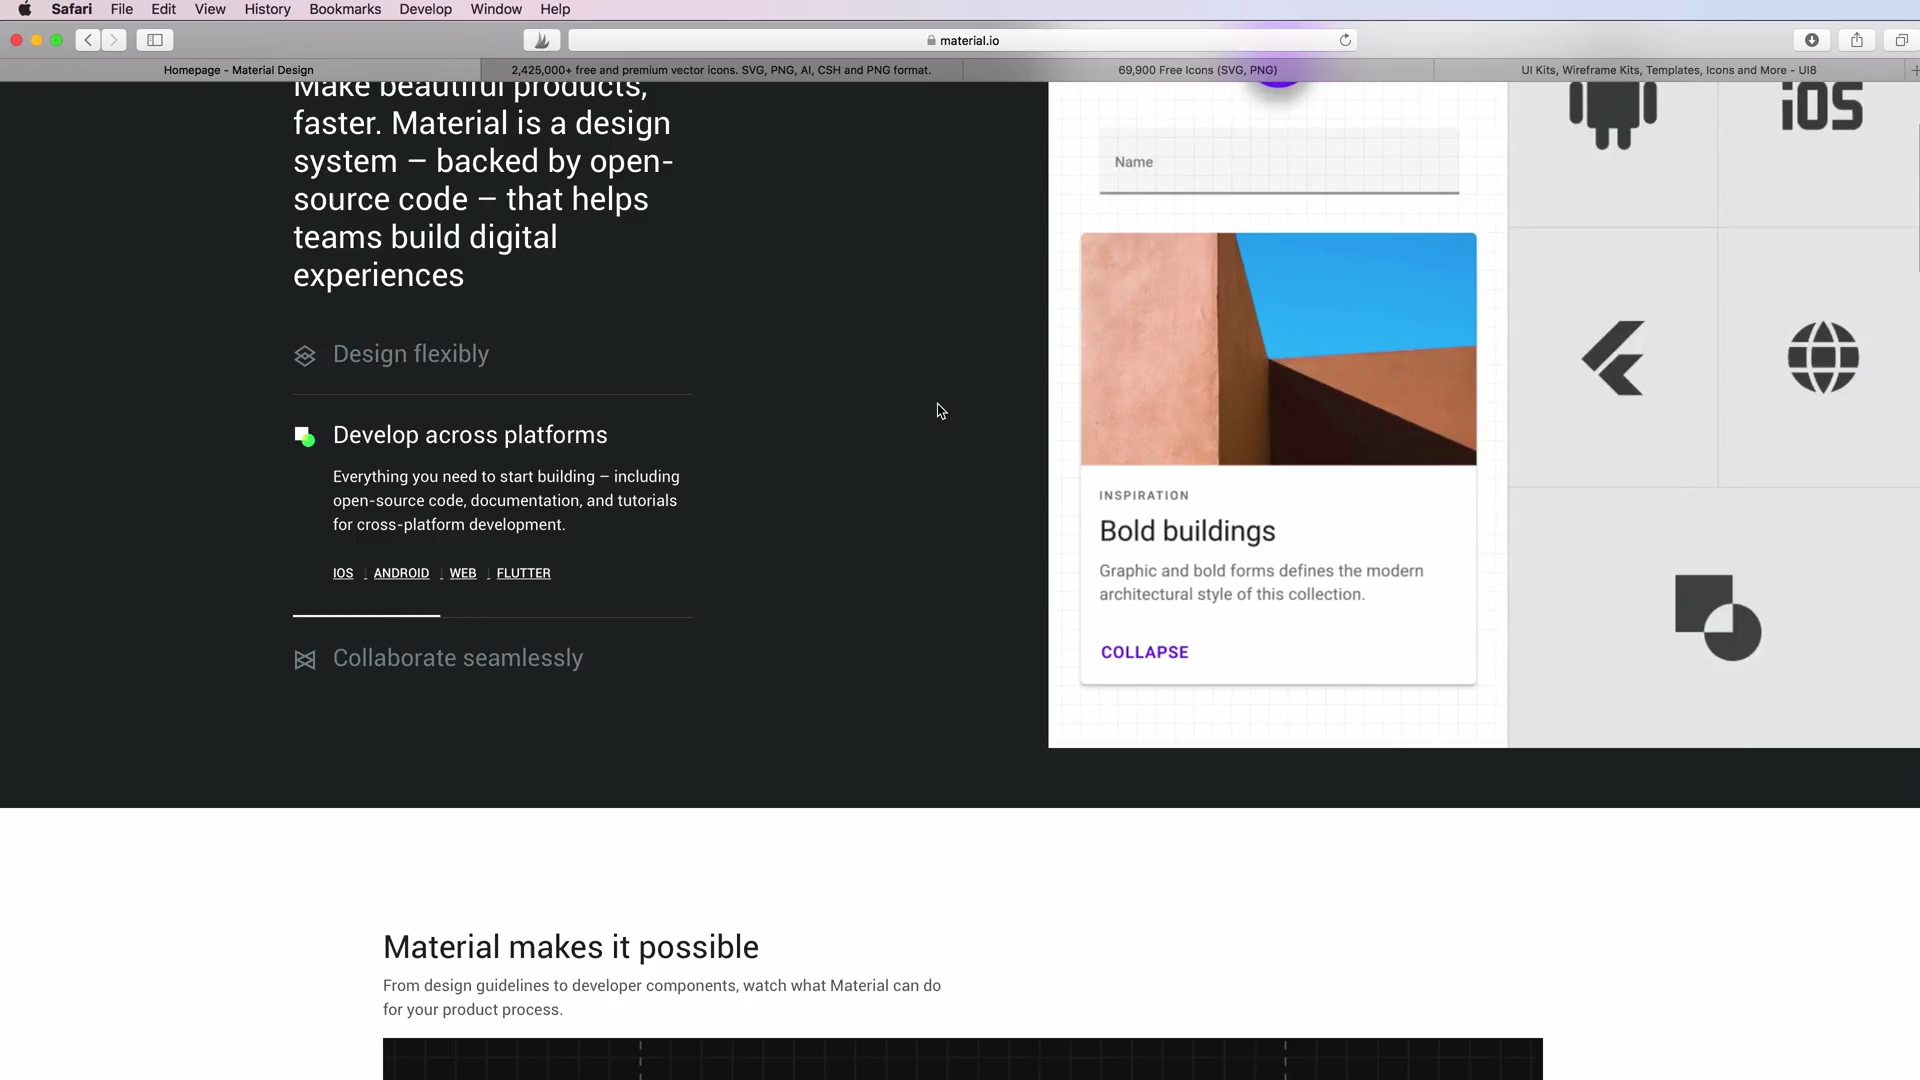 Safari File Edit View History Bookmarks Develop Window Help
material.io
Homepage - Material Design
2,425,000+ free and premium vector icons. SVG, PNG, AI, CSH and PNG format.
69,900 Free Icons (SVG, PNG)
UI Kits, Wireframe Kits, Templates, Icons and More - UI8
Make beautiful products,
faster. Material is a design
system – backed by open-
source code – that helps
teams build digital
experiences
Design flexibly
Develop across platforms
Everything you need to start building – including
open-source code, documentation, and tutorials
for cross-platform development.
IOS | ANDROID | WEB | FLUTTER
Collaborate seamlessly
Name
INSPIRATION
Bold buildings
Graphic and bold forms defines the modern
architectural style of this collection.
COLLAPSE
iOS
Material makes it possible
From design guidelines to developer components, watch what Material can do
for your product process.